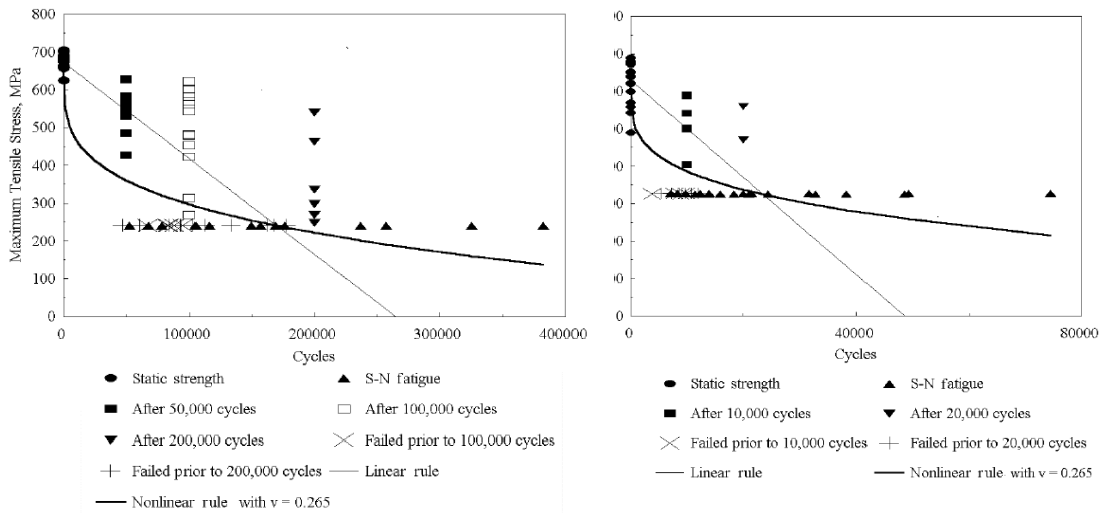 800
700
600
500
400
300
200
100
0
Maximum Tensile Stress, MPa
0 100000 200000 300000 400000
Cycles
Static strength S-N fatigue
After 50,000 cycles After 100,000 cycles
After 200,000 cycles Failed prior to 100,000 cycles
Failed prior to 200,000 cycles Linear rule
Nonlinear rule with v = 0.265
0 40000 80000
Cycles
Static strength S-N fatigue
After 10,000 cycles After 20,000 cycles
Failed prior to 10,000 cycles Failed prior to 20,000 cycles
Linear rule Nonlinear rule with v = 0.265